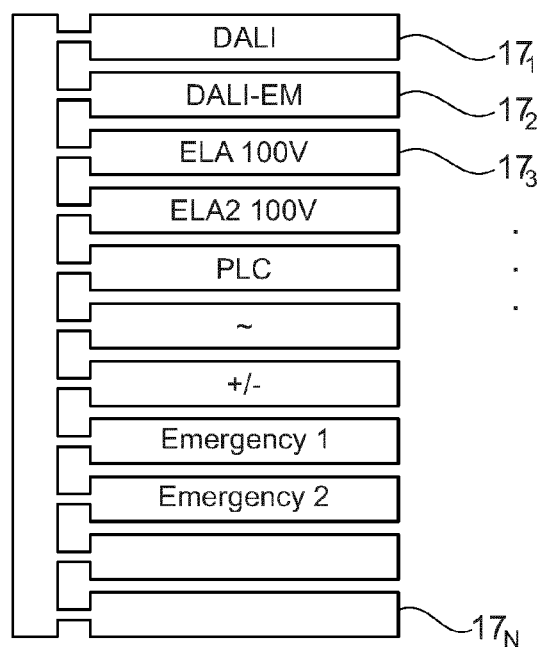 DALI
17₁
DALI-EM
17₂
ELA 100V
17₃
ELA2 100V
PLC
~
+/-
Emergency 1
Emergency 2
17N